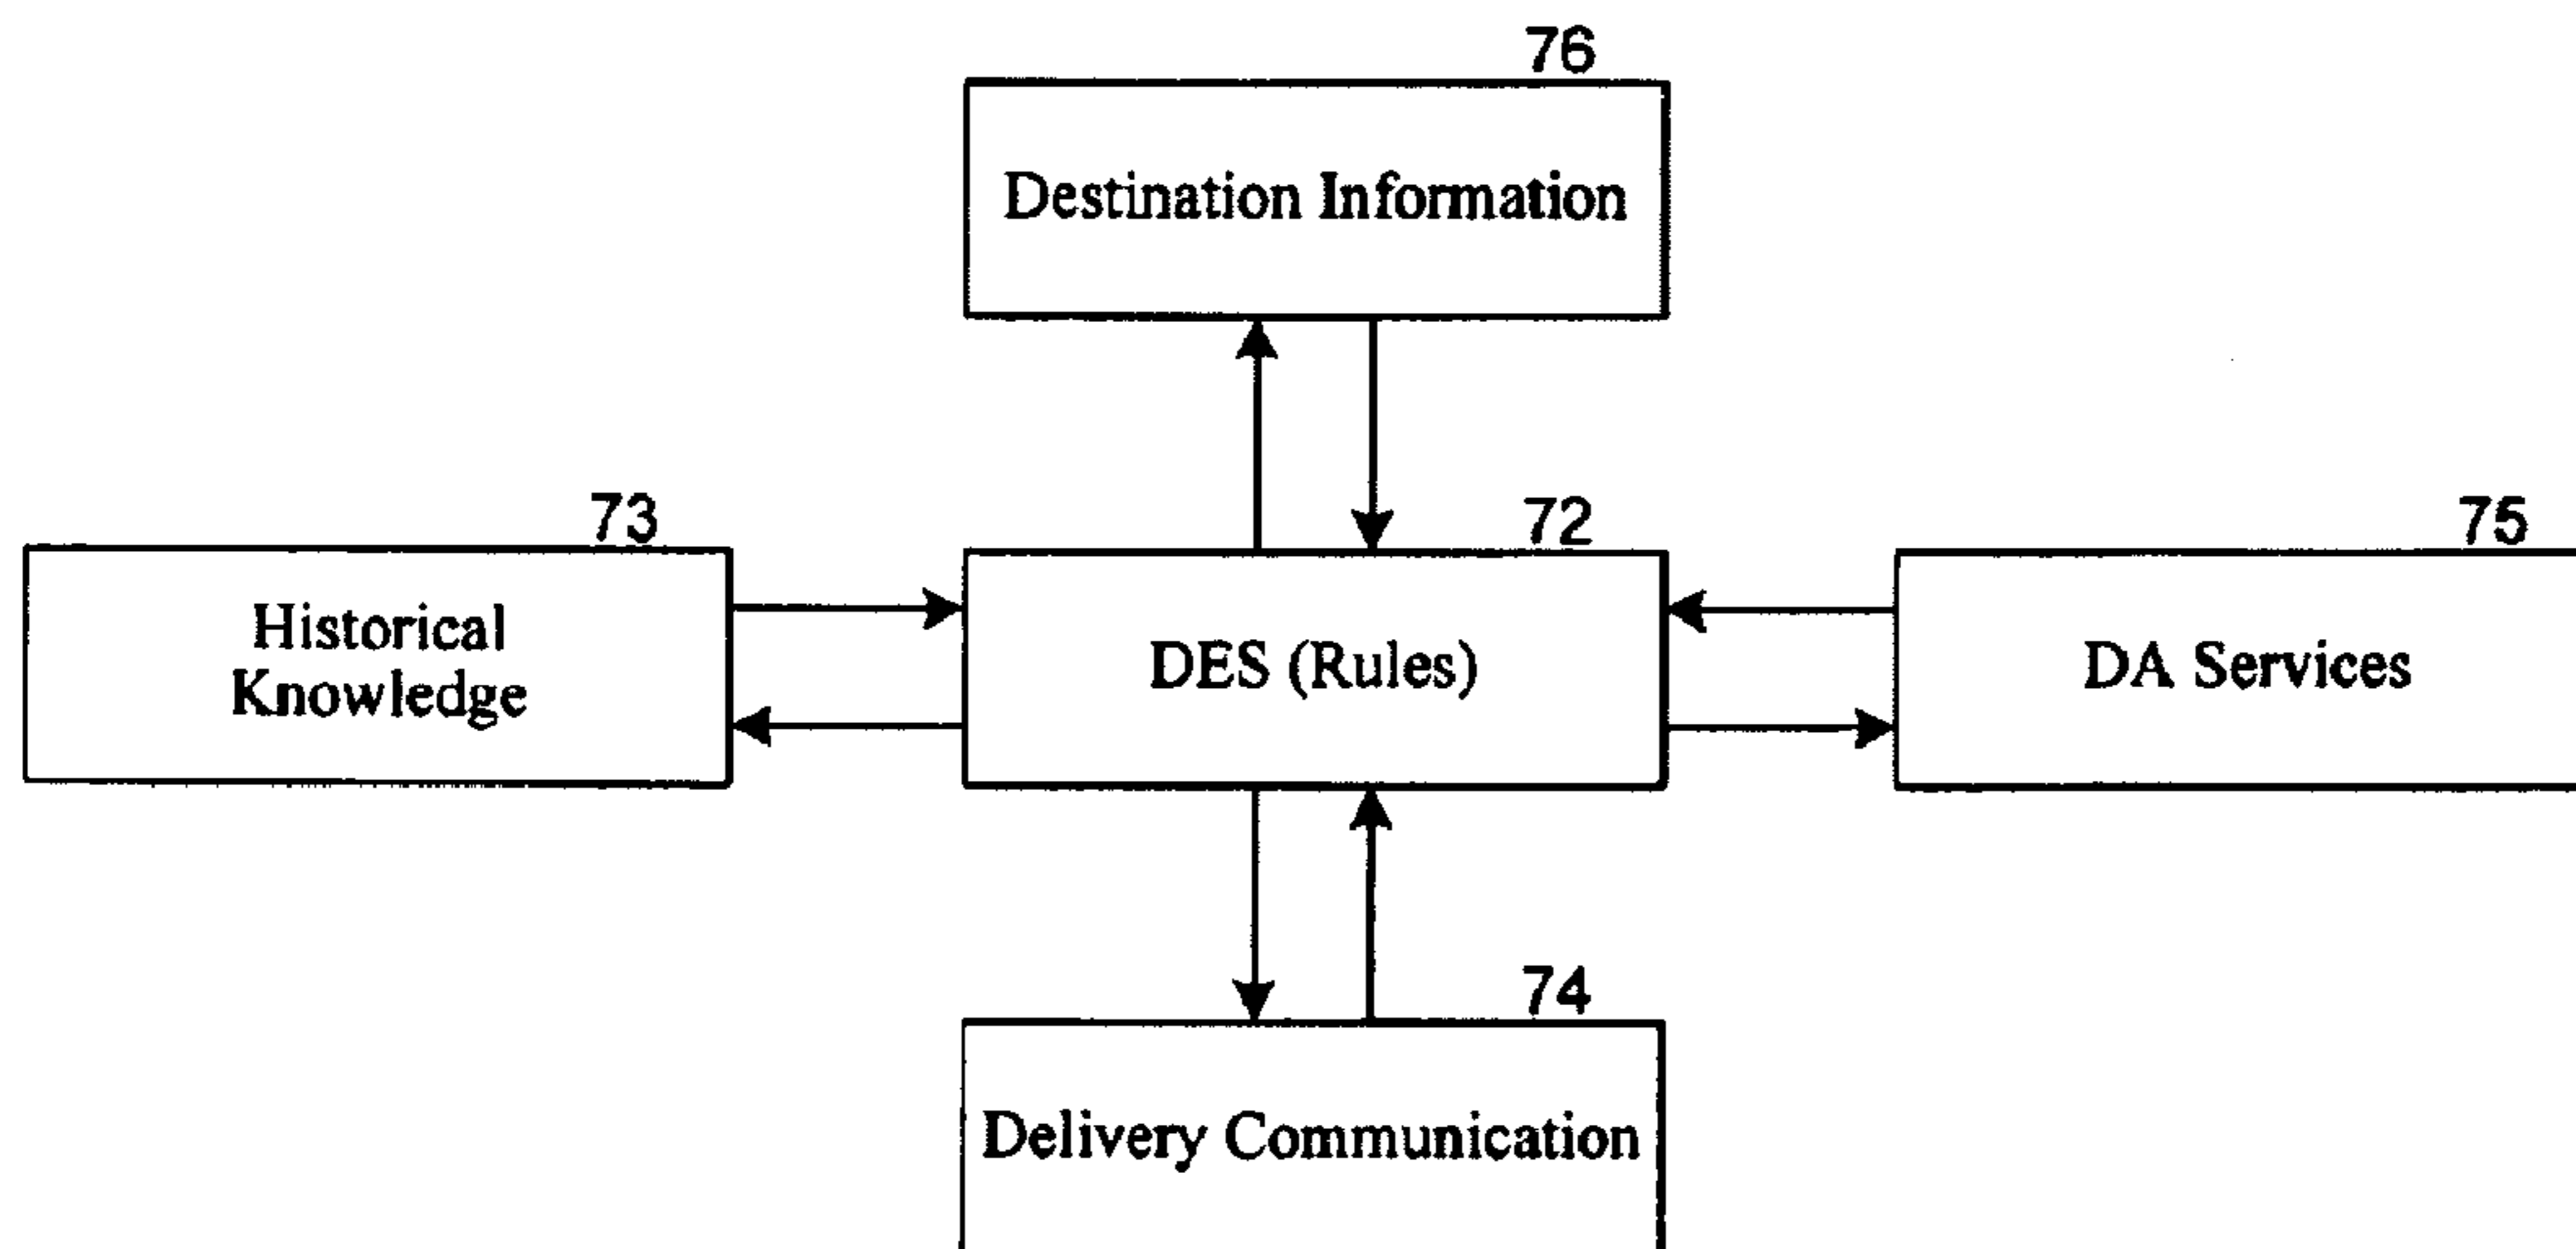 76
Destination Information
73
Historical
Knowledge
72
DES (Rules)
75
DA Services
74
Delivery Communication